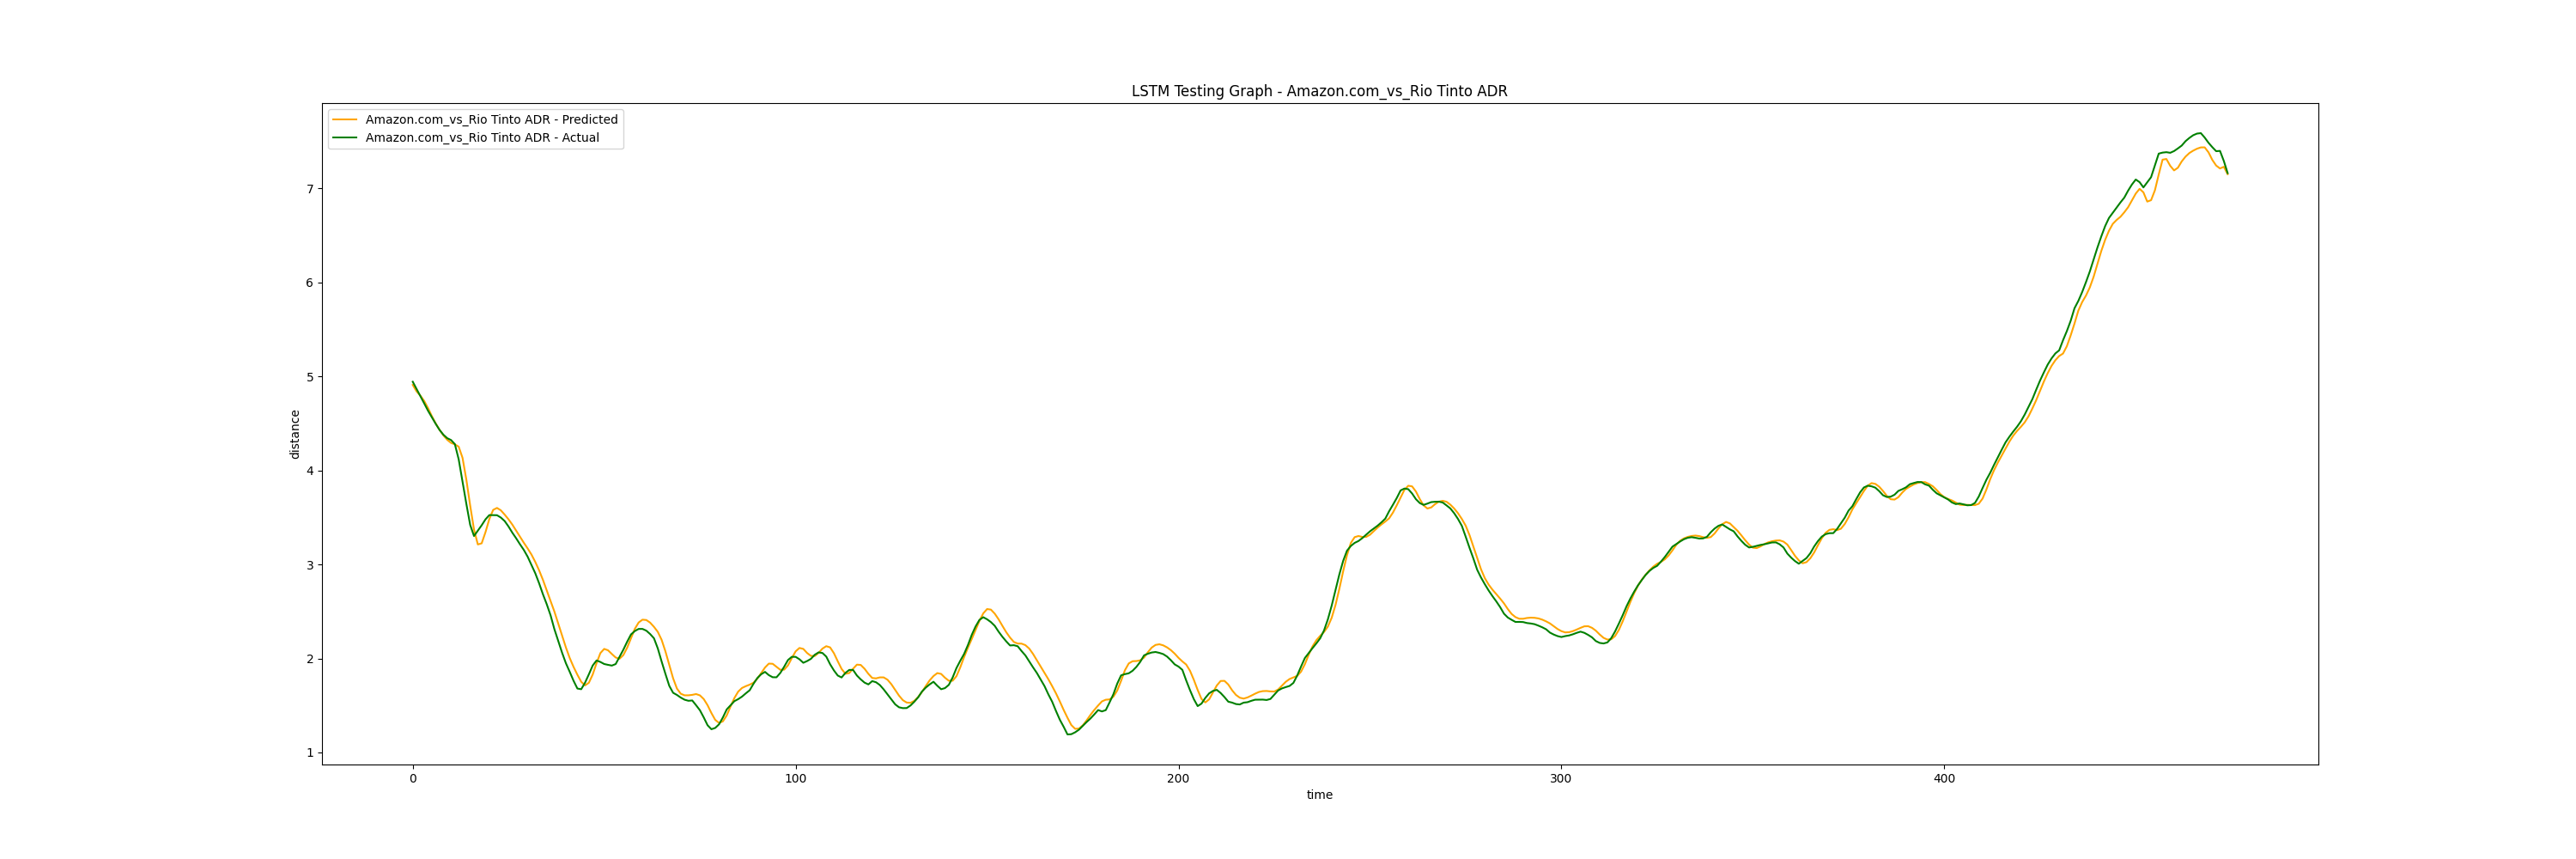 LSTM Testing Graph - Amazon.com_vs_Rio Tinto ADR
Amazon.com_vs_Rio Tinto ADR - Predicted
Amazon.com_vs_Rio Tinto ADR - Actual
7
6
5
4
3
2
1
distance
0 100 200 300 400
time